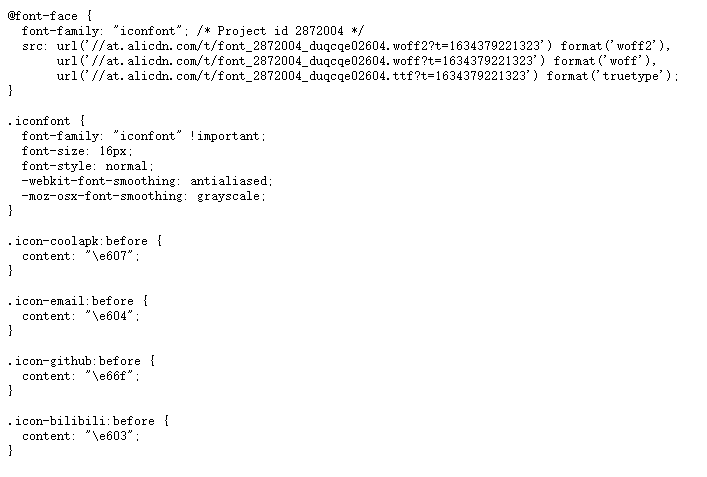 @font-face {
  font-family: "iconfont"; /* Project id 2872004 */
  src: url('//at.alicdn.com/t/font_2872004_duqcqe02604.woff2?t=1634379221323') format('woff2'),
       url('//at.alicdn.com/t/font_2872004_duqcqe02604.woff?t=1634379221323') format('woff'),
       url('//at.alicdn.com/t/font_2872004_duqcqe02604.ttf?t=1634379221323') format('truetype');
}

.iconfont {
  font-family: "iconfont" !important;
  font-size: 16px;
  font-style: normal;
  -webkit-font-smoothing: antialiased;
  -moz-osx-font-smoothing: grayscale;
}

.icon-coolapk:before {
  content: "\e607";
}

.icon-email:before {
  content: "\e604";
}

.icon-github:before {
  content: "\e66f";
}

.icon-bilibili:before {
  content: "\e603";
}